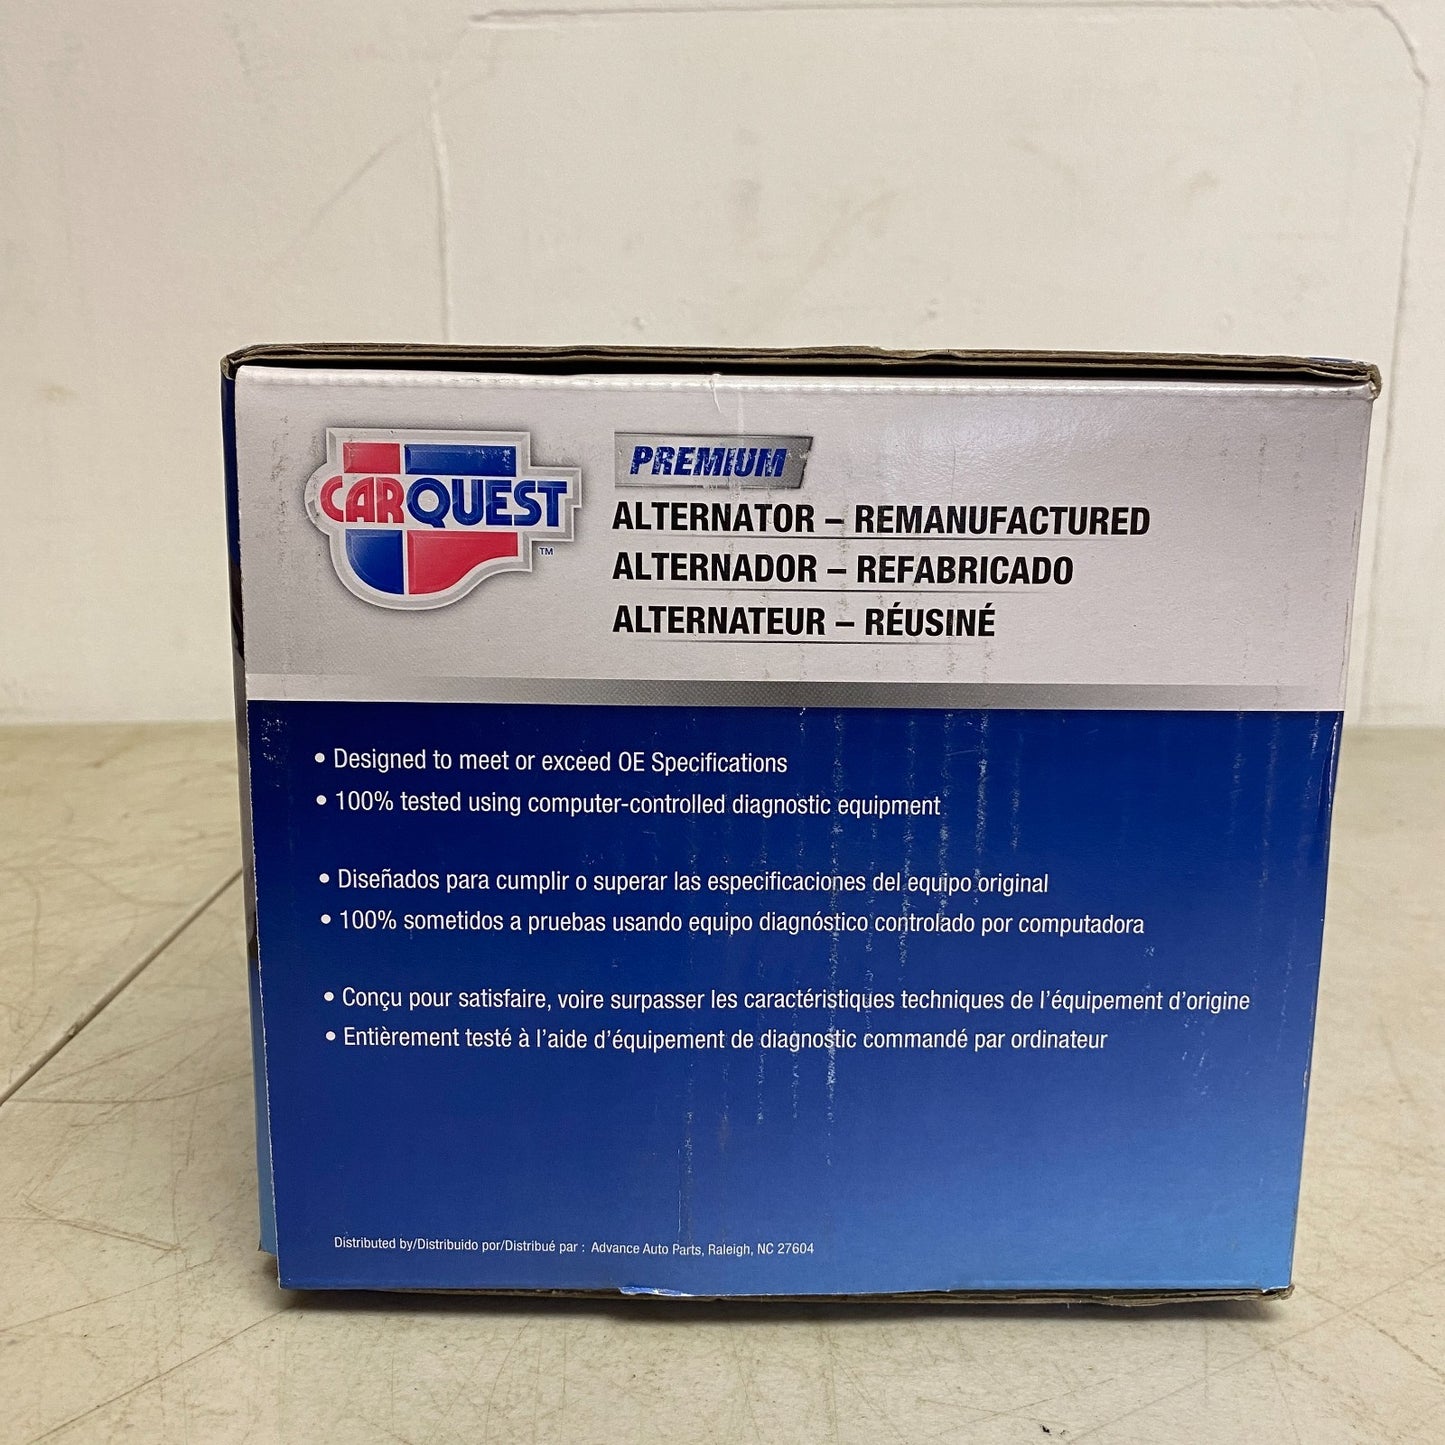 CARQUEST
TM
PREMIUM
ALTERNATOR – REMANUFACTURED
ALTERNADOR – REFABRICADO
ALTERNATEUR – RÉUSINÉ
• Designed to meet or exceed OE Specifications
• 100% tested using computer-controlled diagnostic equipment
• Diseñados para cumplir o superar las especificaciones del equipo original
• 100% sometidos a pruebas usando equipo diagnóstico controlado por computadora
• Conçu pour satisfaire, voire surpasser les caractéristiques techniques de l’équipement d’origine
• Entièrement testé à l’aide d’équipement de diagnostic commandé par ordinateur
Distributed by/Distribuido por/Distribué par : Advance Auto Parts, Raleigh, NC 27604